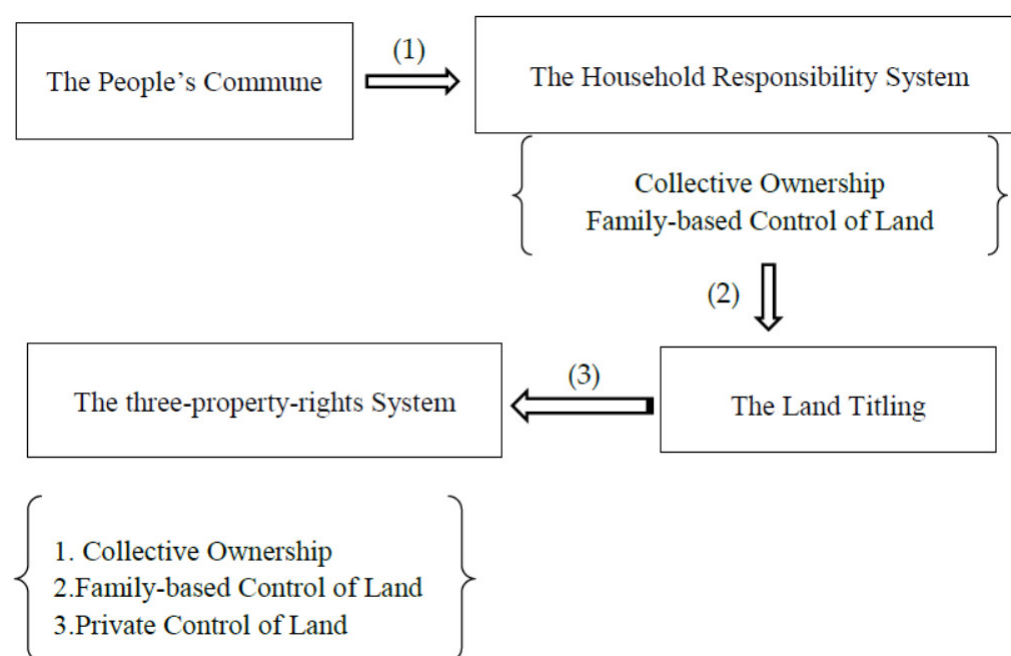 The People’s Commune
(1)
The Household Responsibility System
Collective Ownership
Family-based Control of Land
(2)
The Land Titling
(3)
The three-property-rights System
1. Collective Ownership
2.Family-based Control of Land
3.Private Control of Land